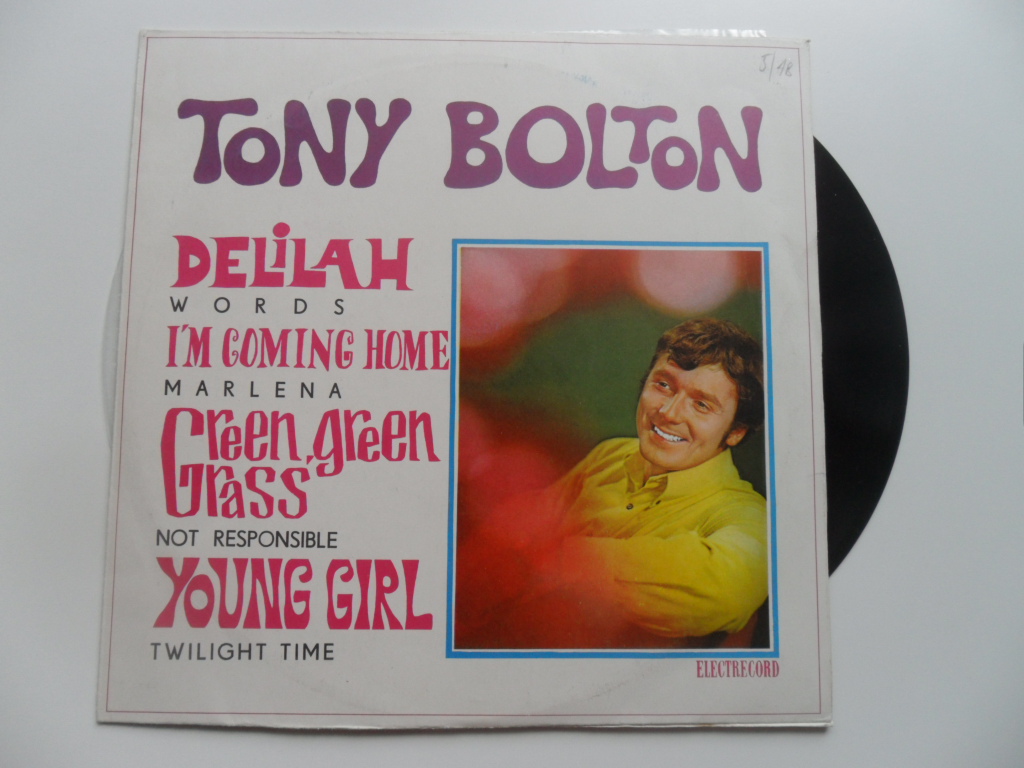 5/48
TONY BOLTON
DELiLAH
WORDS
I'M COMING HOME
MARLENA
Green, green
Grass
NOT RESPONSIBLE
YOUNG GIRL
TWILIGHT TIME
ELECTRECORD